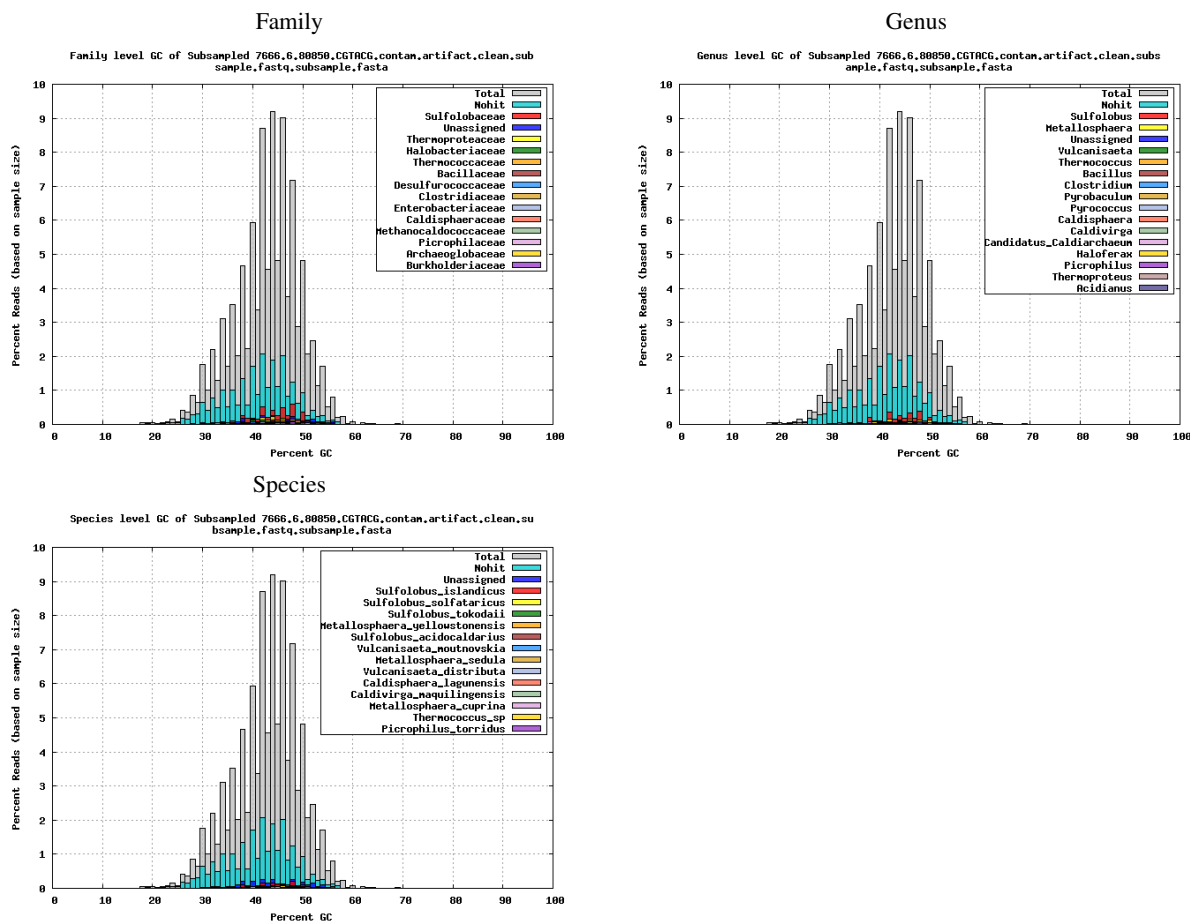 Family
Family level GC of Subsampled 7666.6.80850.CGTACG.contam.artifact.clean.sub
sample.fastq.subsample.fasta
Percent Reads (based on sample size)
10
9
8
7
6
5
4
3
2
1
0
Total
Nohit
Sulfolobaceae
Unassigned
Thermoproteaceae
Halobacteriaceae
Thermococcaceae
Bacillaceae
Desulfurococcaceae
Clostridiaceae
Enterobacteriaceae
Caldisphaeraceae
Methanocaldococcaceae
Picrophilaceae
Archaeoglobaceae
Burkholderiaceae
0 10 20 30 40 50 60 70 80 90 100
Percent GC
Genus
Genus level GC of Subsampled 7666.6.80850.CGTACG.contam.artifact.clean.subs
ample.fastq.subsample.fasta
Percent Reads (based on sample size)
10
9
8
7
6
5
4
3
2
1
0
Total
Nohit
Sulfolobus
Metallosphaera
Unassigned
Vulcanisaeta
Thermococcus
Bacillus
Clostridium
Pyrobaculum
Pyrococcus
Caldisphaera
Caldivirga
Candidatus_Caldiarchaeum
Haloferax
Picrophilus
Thermoproteus
Acidianus
0 10 20 30 40 50 60 70 80 90 100
Percent GC
Species
Species level GC of Subsampled 7666.6.80850.CGTACG.contam.artifact.clean.su
bsample.fastq.subsample.fasta
Percent Reads (based on sample size)
10
9
8
7
6
5
4
3
2
1
0
Total
Nohit
Unassigned
Sulfolobus_islandicus
Sulfolobus_solfataricus
Sulfolobus_tokodaii
Metallosphaera_yellowstonensis
Sulfolobus_acidocaldarius
Vulcanisaeta_moutnovskia
Metallosphaera_sedula
Vulcanisaeta_distributa
Caldisphaera_lagunensis
Caldivirga_maquilingensis
Metallosphaera_cuprina
Thermococcus_sp
Picrophilus_torridus
0 10 20 30 40 50 60 70 80 90 100
Percent GC